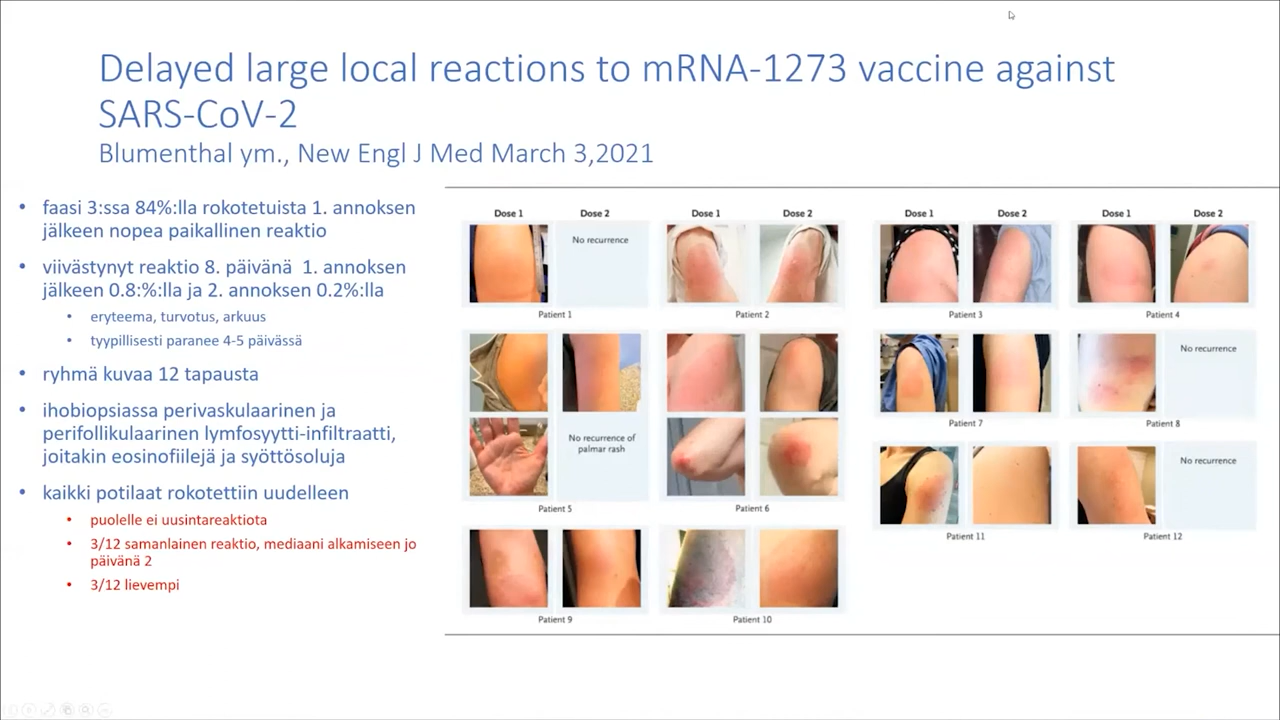 Delayed large local reactions to mRNA-1273 vaccine against
SARS-CoV-2
Blumenthal ym., New Engl J Med March 3,2021
• faasi 3:ssa 84%:lla rokotetuista 1. annoksen
jälkeen nopea paikallinen reaktio
• viivästynyt reaktio 8. päivänä 1. annoksen
jälkeen 0.8:%:lla ja 2. annoksen 0.2%:lla
• eryteema, turvotus, arkuus
• tyypillisesti paranee 4-5 päivässä
• ryhmä kuvaa 12 tapausta
• ihobiopsiassa perivaskulaarinen ja
perifollikulaarinen lymfosyytti-infiltraatti,
joitakin eosinofiilejä ja syöttösoluja
• kaikki potilaat rokotettiin uudelleen
• puolelle ei uusintareaktiota
• 3/12 samanlainen reaktio, mediaani alkamiseen jo
päivänä 2
• 3/12 lievempi
Dose 1 Dose 2 Dose 1 Dose 2 Dose 1 Dose 2 Dose 1 Dose 2
No recurrence
Patient 1 Patient 2 Patient 3 Patient 4
No recurrence
Patient 7 Patient 8
No recurrence of
palmar rash
Patient 5 Patient 6
No recurrence
Patient 11 Patient 12
Patient 9 Patient 10